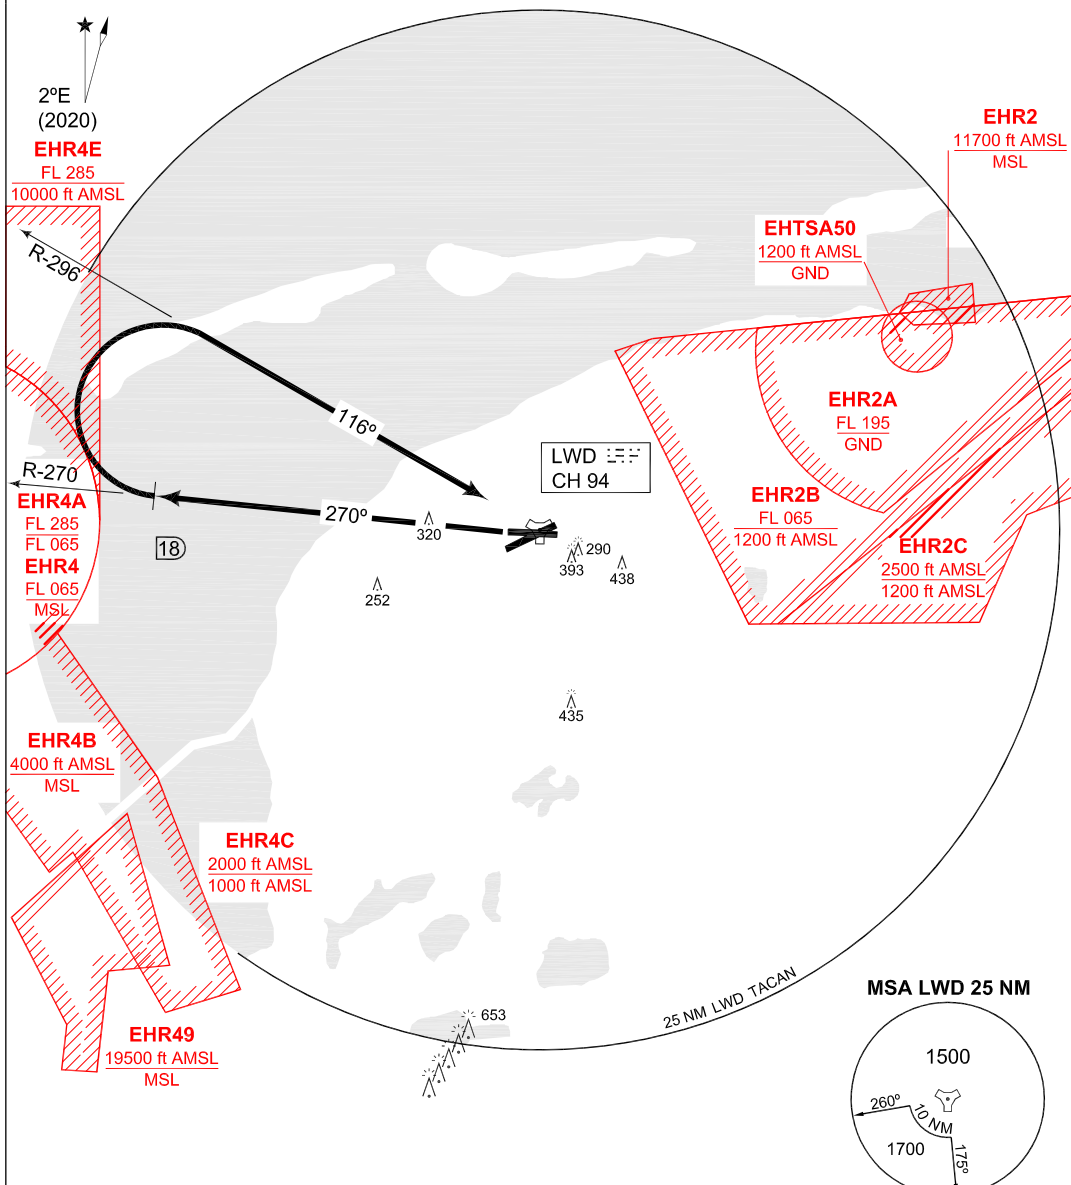 2ºE
(2020)
EHR4E
FL 285
10000 ft AMSL
R-296
EHR2
11700 ft AMSL
MSL
EHTSA50
1200 ft AMSL
GND
EHR2A
FL 195
GND
116º
LWD
CH 94
R-270
270º
320
18
290
393
438
252
EHR4A
FL 285
FL 065
EHR4
FL 065
MSL
EHR2B
FL 065
1200 ft AMSL
EHR2C
2500 ft AMSL
1200 ft AMSL
435
EHR4B
4000 ft AMSL
MSL
EHR4C
2000 ft AMSL
1000 ft AMSL
25 NM LWD TACAN
653
EHR49
19500 ft AMSL
MSL
MSA LWD 25 NM
1500
260º
10 NM
1700
175º